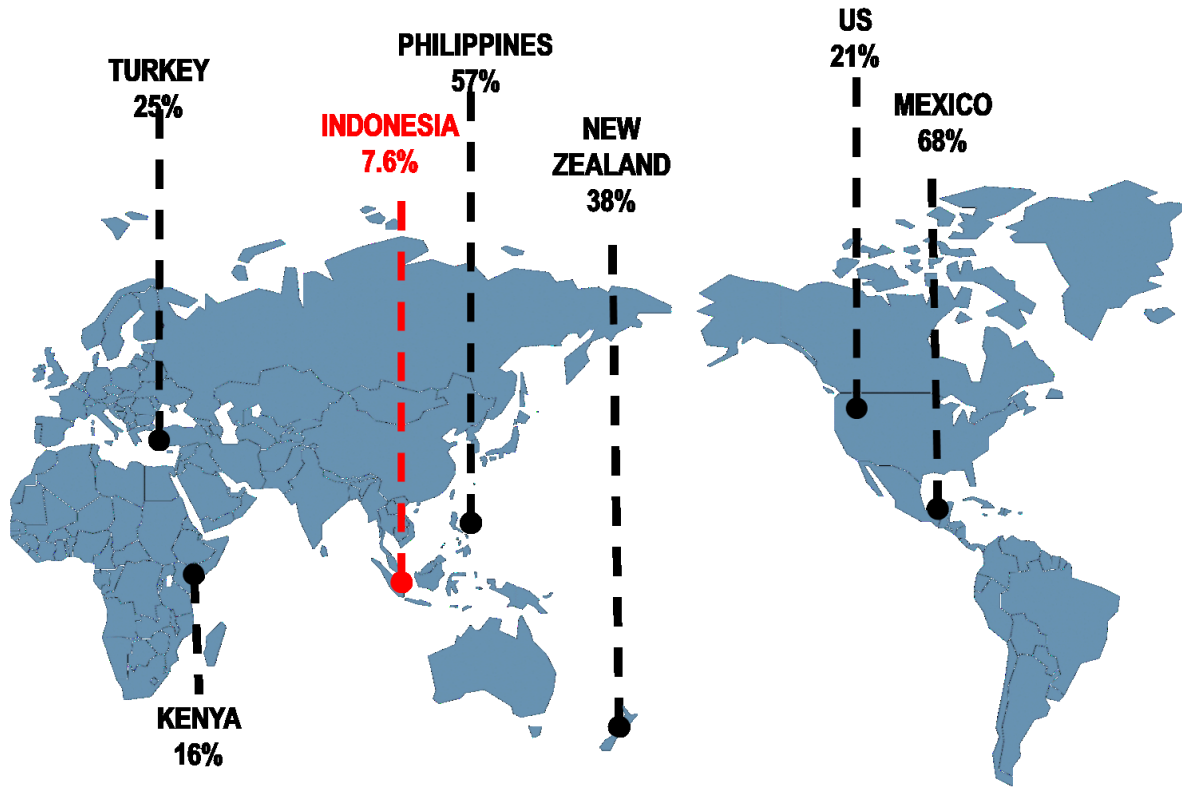 TURKEY
25%
INDONESIA
7.6%
PHILIPPINES
57%
NEW
ZEALAND
38%
US
21%
MEXICO
68%
KENYA
16%